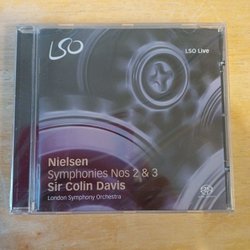 LSO
LSO Live
Nielsen
Symphonies Nos 2 & 3
Sir Colin Davis
London Symphony Orchestra